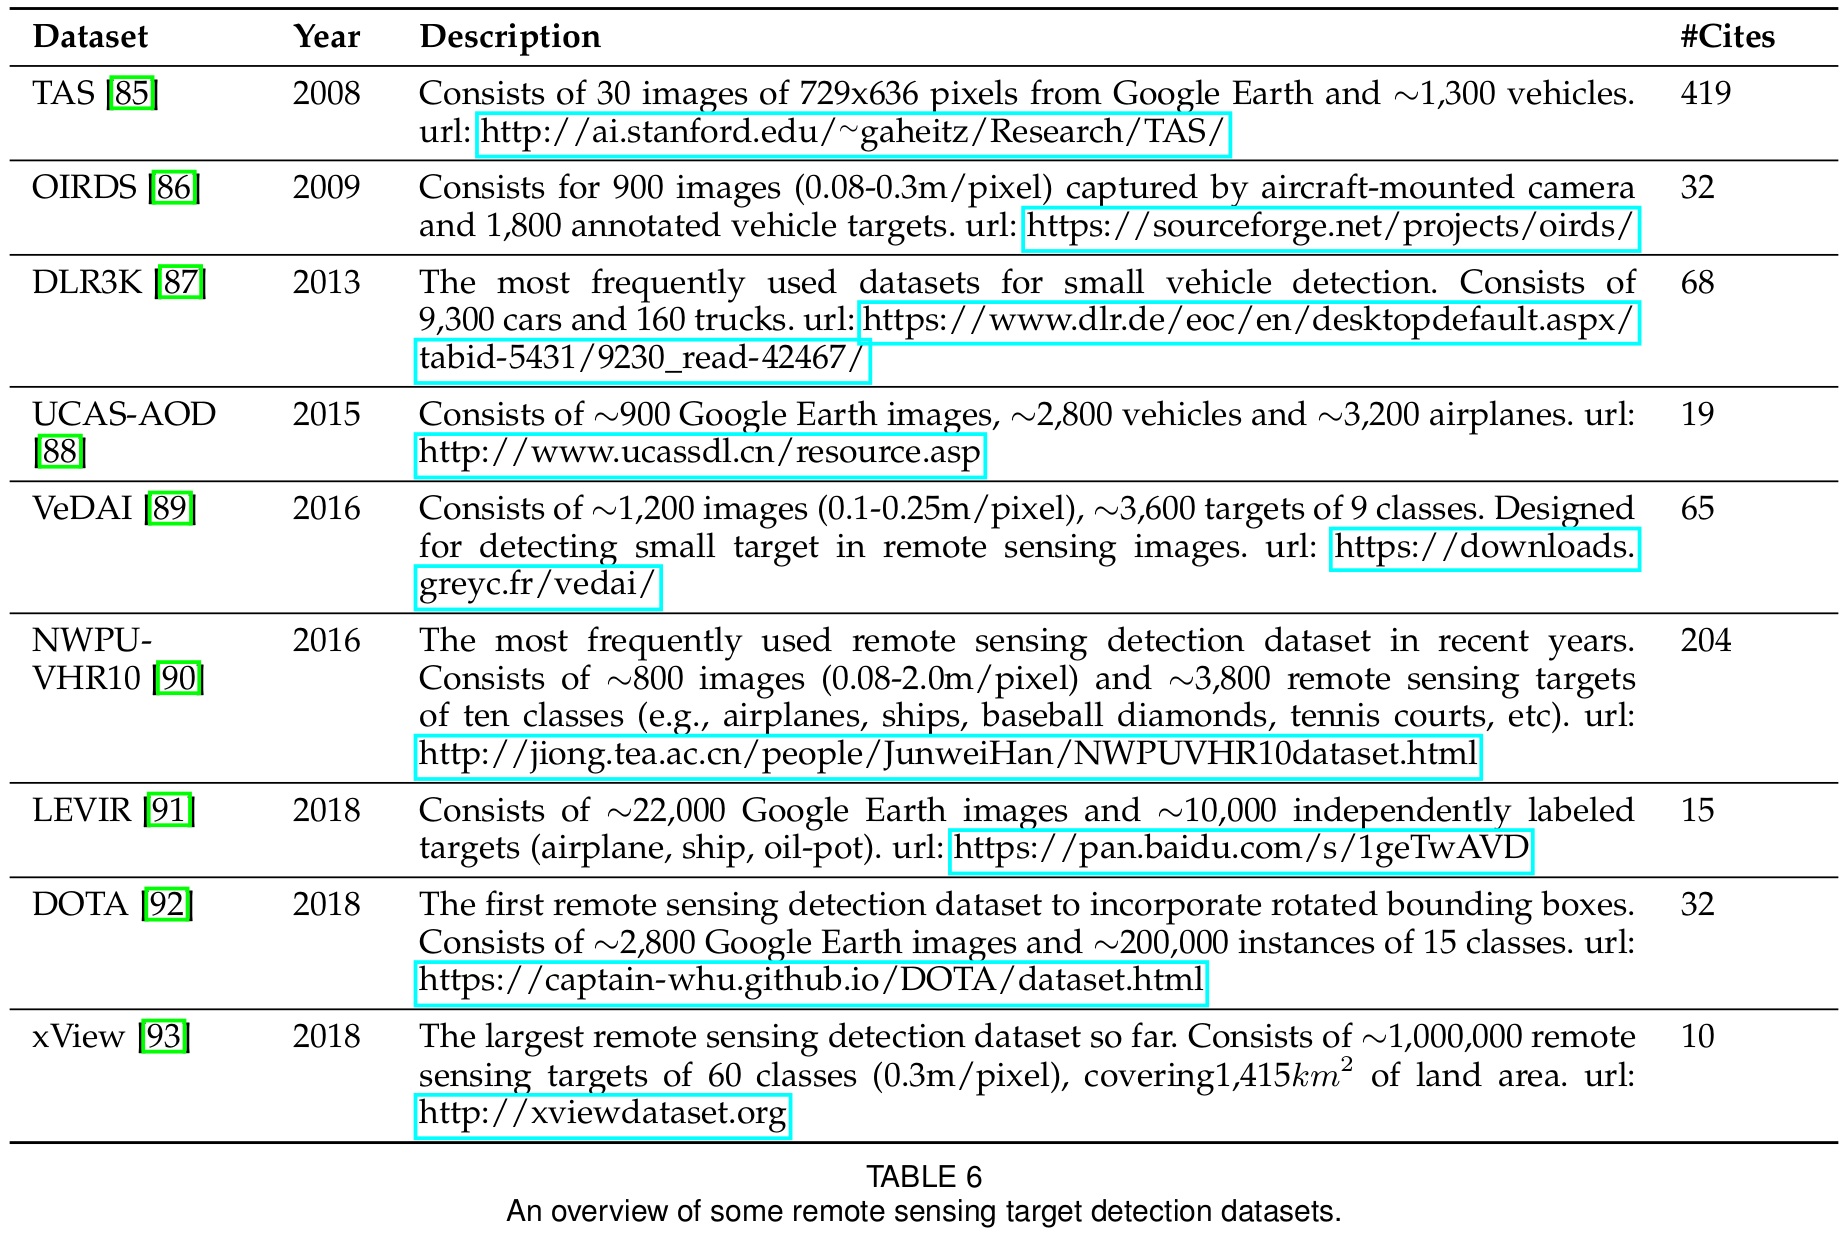 Dataset Year Description #Cites
TAS [85] 2008 Consists of 30 images of 729x636 pixels from Google Earth and ∼1,300 vehicles. 419
url: http://ai.stanford.edu/~gaheitz/Research/TAS/
OIRDS [86] 2009 Consists for 900 images (0.08-0.3m/pixel) captured by aircraft-mounted camera 32
and 1,800 annotated vehicle targets. url: https://sourceforge.net/projects/oirds/
DLR3K [87] 2013 The most frequently used datasets for small vehicle detection. Consists of 68
9,300 cars and 160 trucks. url: https://www.dlr.de/eoc/en/desktopdefault.aspx/
tabid-5431/9230_read-42467/
UCAS-AOD 2015 Consists of ∼900 Google Earth images, ∼2,800 vehicles and ∼3,200 airplanes. url: 19
[88] http://www.ucassdl.cn/resource.asp
VeDAI [89] 2016 Consists of ∼1,200 images (0.1-0.25m/pixel), ∼3,600 targets of 9 classes. Designed 65
for detecting small target in remote sensing images. url: https://downloads.
greyc.fr/vedai/
NWPU- 2016 The most frequently used remote sensing detection dataset in recent years. 204
VHR10 [90] Consists of ∼800 images (0.08-2.0m/pixel) and ∼3,800 remote sensing targets
of ten classes (e.g., airplanes, ships, baseball diamonds, tennis courts, etc). url:
http://jiong.tea.ac.cn/people/JunweiHan/NWPUVHR10dataset.html
LEVIR [91] 2018 Consists of ∼22,000 Google Earth images and ∼10,000 independently labeled 15
targets (airplane, ship, oil-pot). url: https://pan.baidu.com/s/1geTwAVD
DOTA [92] 2018 The first remote sensing detection dataset to incorporate rotated bounding boxes. 32
Consists of ∼2,800 Google Earth images and ∼200,000 instances of 15 classes. url:
https://captain-whu.github.io/DOTA/dataset.html
xView [93] 2018 The largest remote sensing detection dataset so far. Consists of ∼1,000,000 remote 10
sensing targets of 60 classes (0.3m/pixel), covering1,415km² of land area. url:
http://xviewdataset.org
TABLE 6
An overview of some remote sensing target detection datasets.